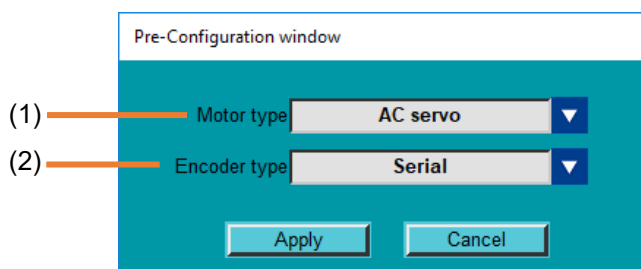 Pre-Configuration window
(1) Motor type AC servo
(2) Encoder type Serial
Apply Cancel